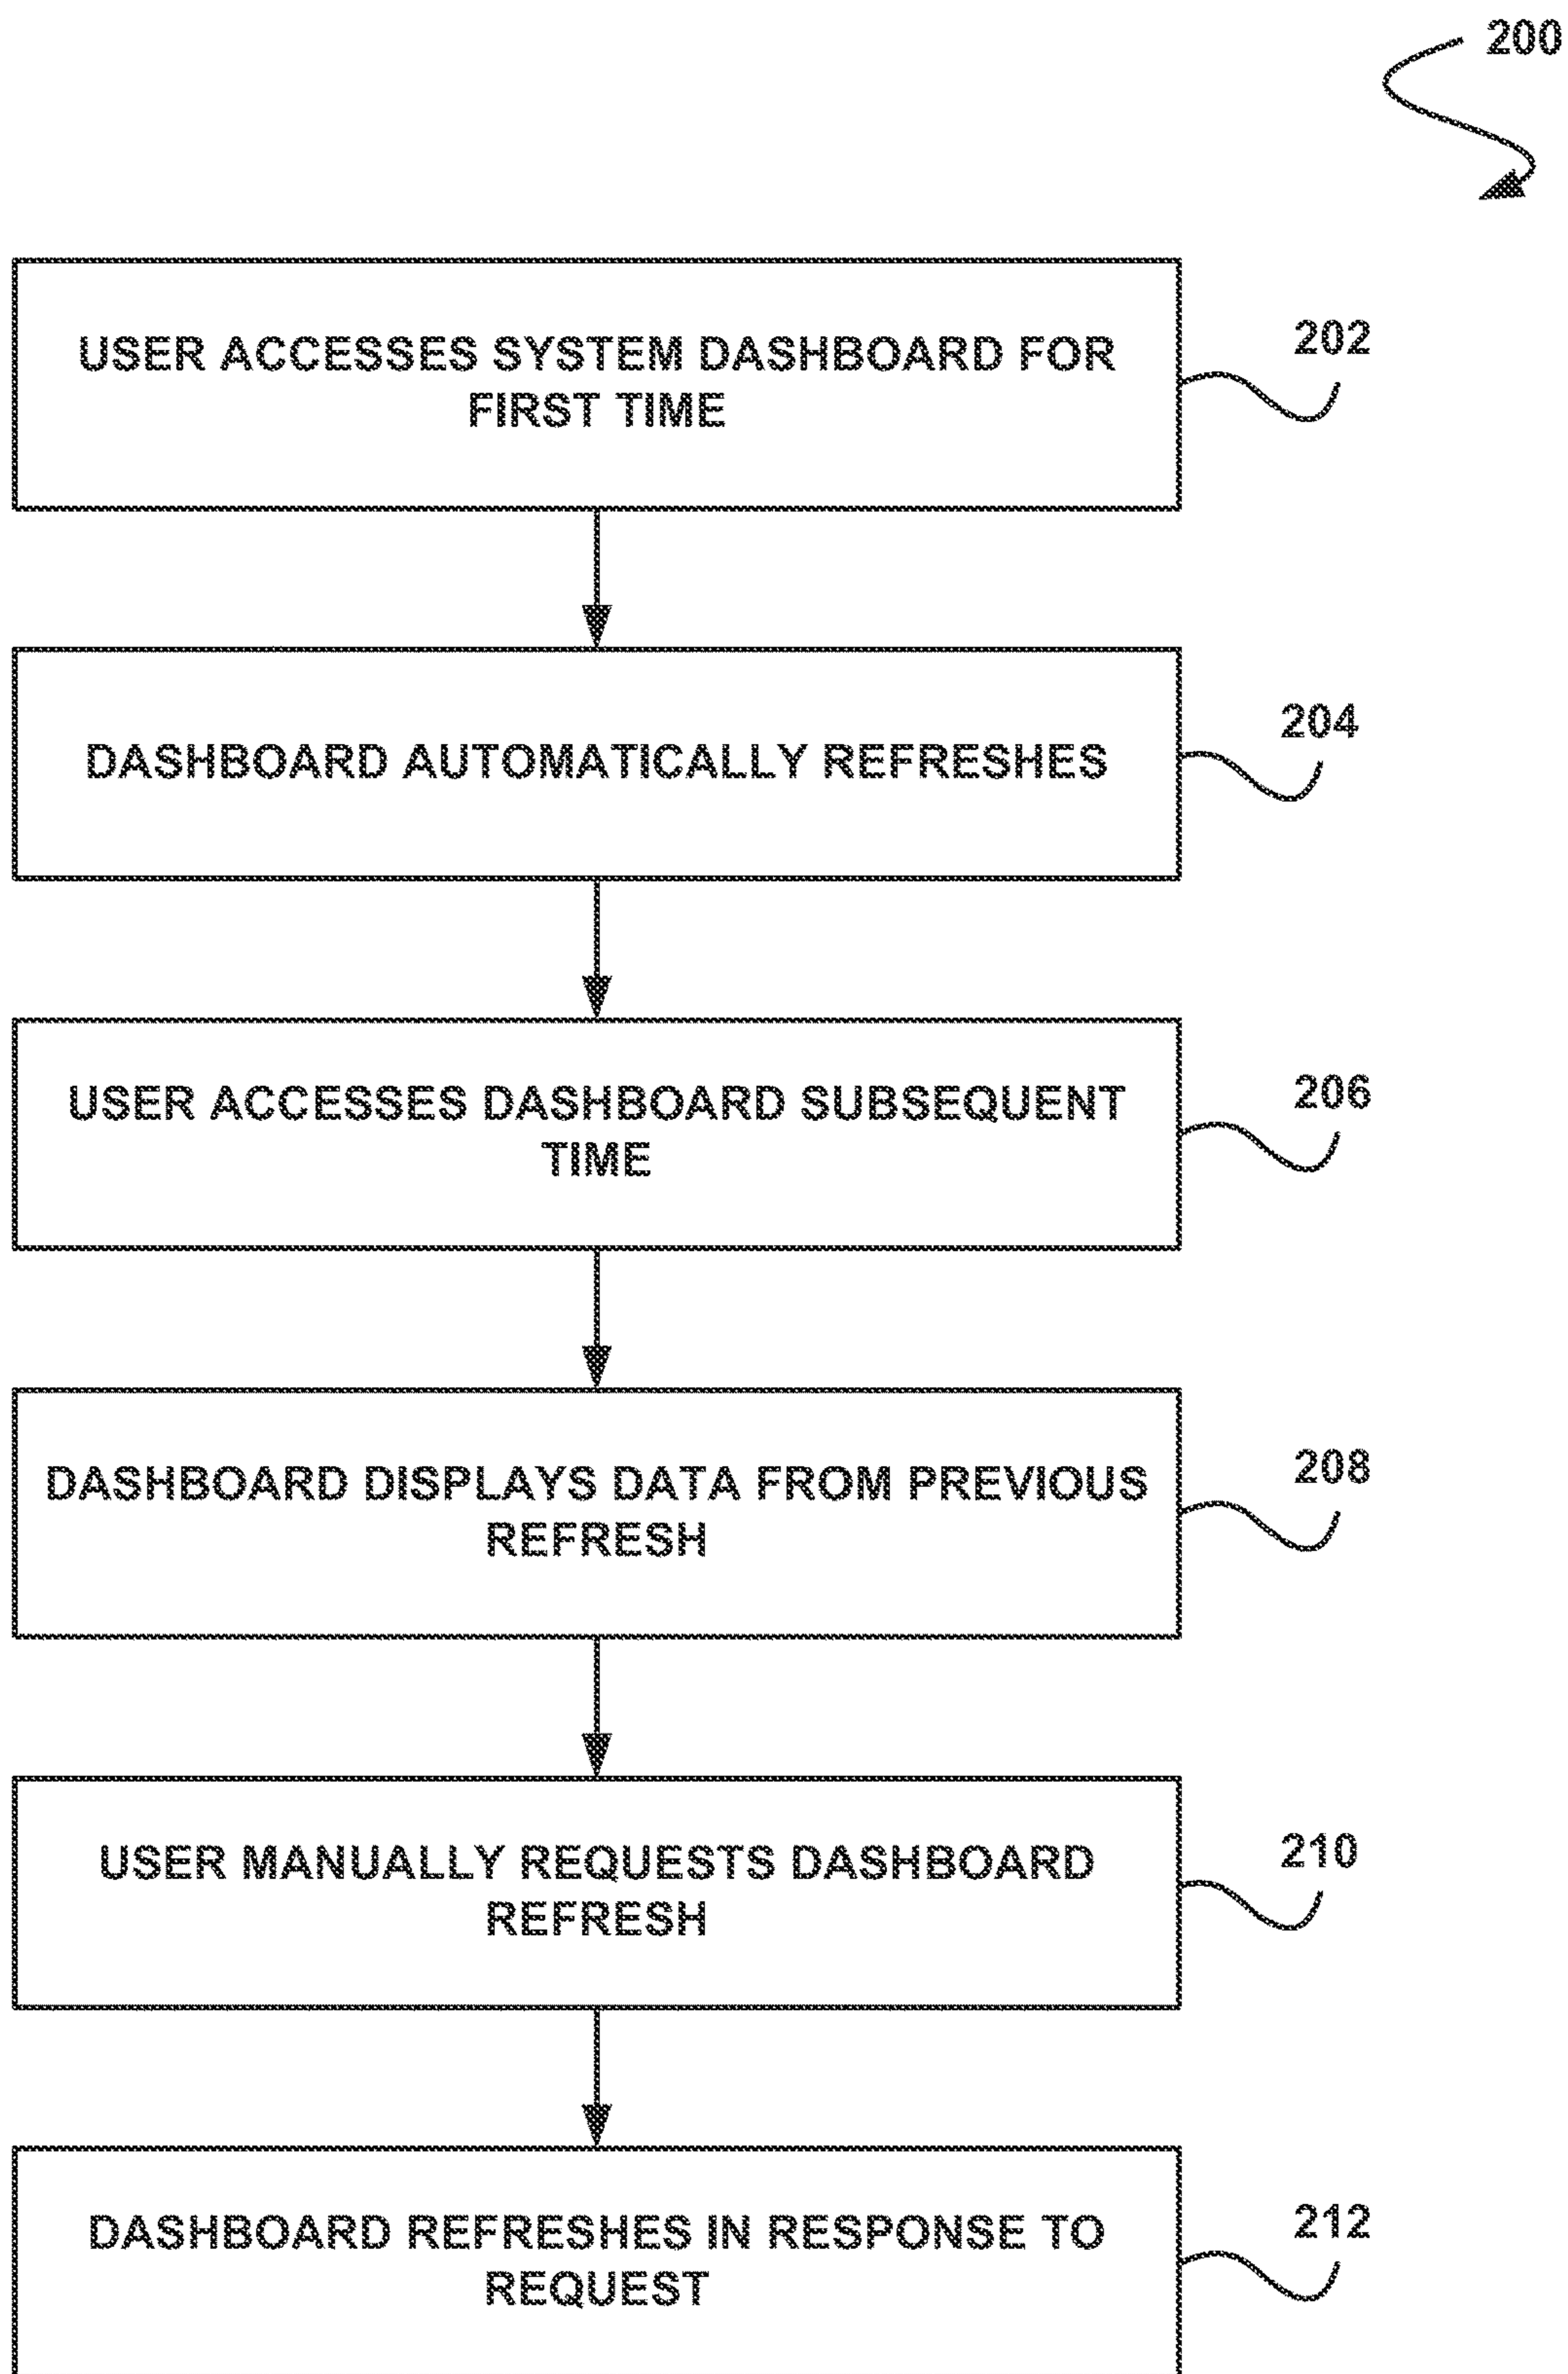 200
USER ACCESSES SYSTEM DASHBOARD FOR
FIRST TIME
202
DASHBOARD AUTOMATICALLY REFRESHES
204
USER ACCESSES DASHBOARD SUBSEQUENT
TIME
206
DASHBOARD DISPLAYS DATA FROM PREVIOUS
REFRESH
208
USER MANUALLY REQUESTS DASHBOARD
REFRESH
210
DASHBOARD REFRESHES IN RESPONSE TO
REQUEST
212